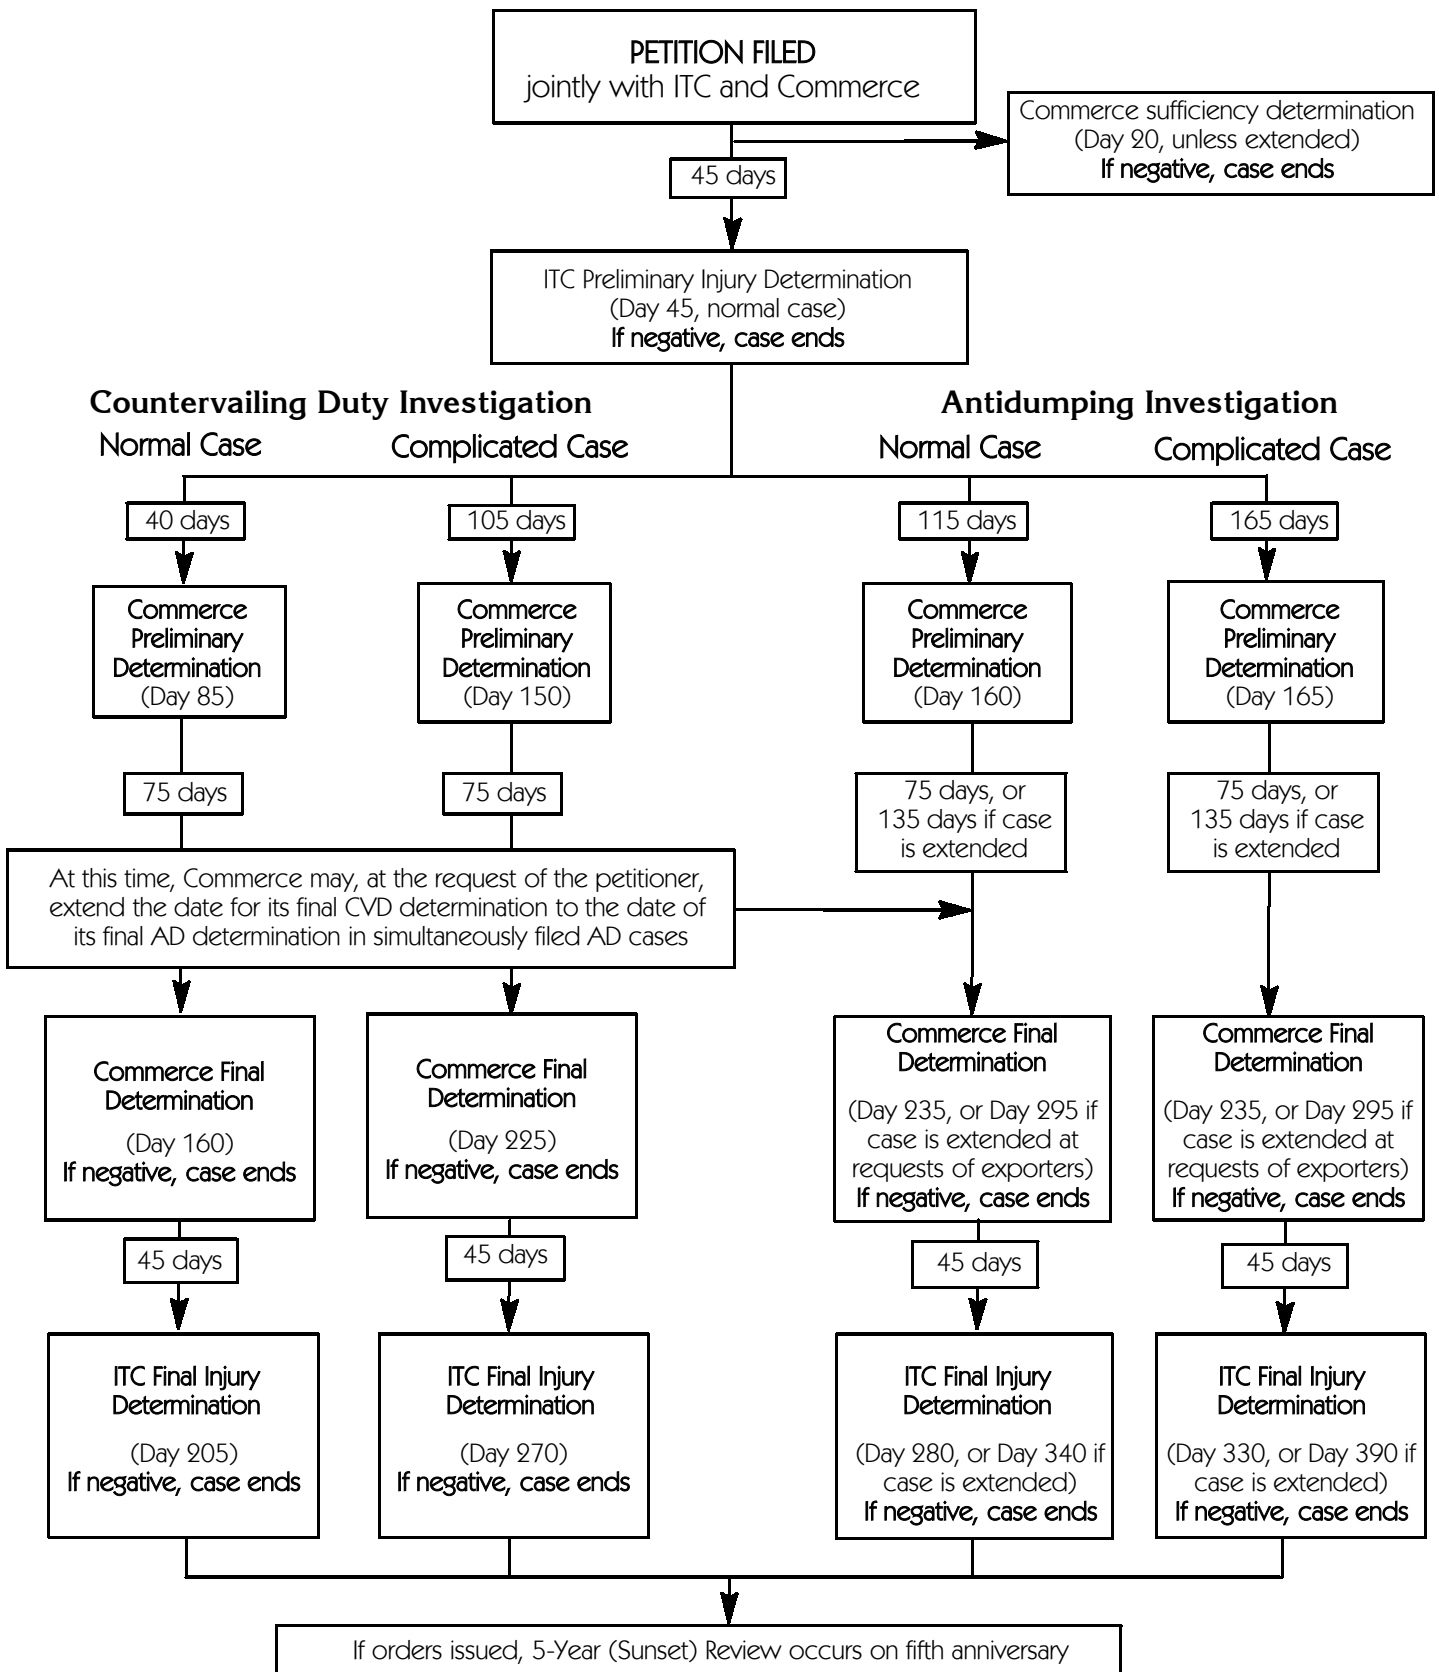 PETITION FILED
jointly with ITC and Commerce
Commerce sufficiency determination
(Day 20, unless extended)
If negative, case ends
45 days
ITC Preliminary Injury Determination
(Day 45, normal case)
If negative, case ends
Countervailing Duty Investigation
Normal Case
Complicated Case
Antidumping Investigation
Normal Case
Complicated Case
40 days
105 days
115 days
165 days
Commerce
Preliminary
Determination
(Day 85)
Commerce
Preliminary
Determination
(Day 150)
Commerce
Preliminary
Determination
(Day 160)
Commerce
Preliminary
Determination
(Day 165)
75 days
75 days
75 days, or
135 days if case
is extended
75 days, or
135 days if case
is extended
At this time, Commerce may, at the request of the petitioner,
extend the date for its final CVD determination to the date of
its final AD determination in simultaneously filed AD cases
Commerce Final
Determination
(Day 160)
If negative, case ends
Commerce Final
Determination
(Day 225)
If negative, case ends
Commerce Final
Determination
(Day 235, or Day 295 if
case is extended at
requests of exporters)
If negative, case ends
Commerce Final
Determination
(Day 235, or Day 295 if
case is extended at
requests of exporters)
If negative, case ends
45 days
45 days
45 days
45 days
ITC Final Injury
Determination
(Day 205)
If negative, case ends
ITC Final Injury
Determination
(Day 270)
If negative, case ends
ITC Final Injury
Determination
(Day 280, or Day 340 if
case is extended)
If negative, case ends
ITC Final Injury
Determination
(Day 330, or Day 390 if
case is extended)
If negative, case ends
If orders issued, 5-Year (Sunset) Review occurs on fifth anniversary